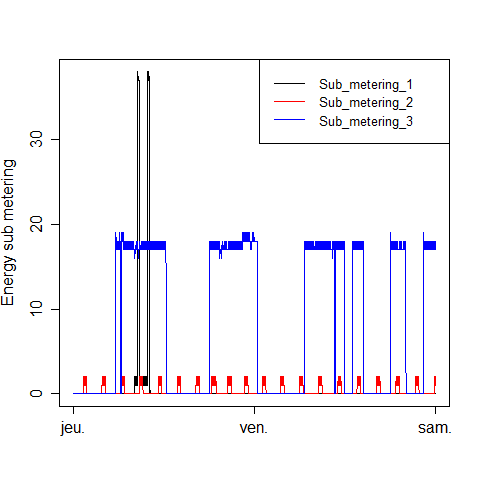 Sub_metering_1
Sub_metering_2
Sub_metering_3
Energy sub metering
30
20
10
0
jeu. ven. sam.